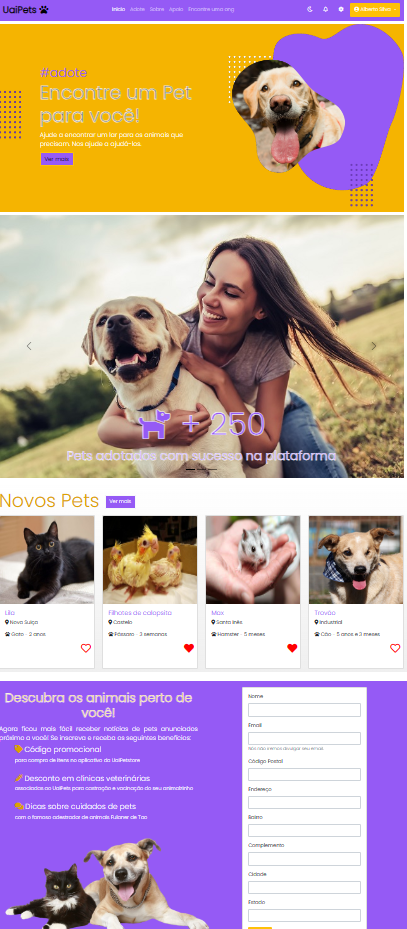 UaiPets
Início Adote Sobre Apoio Encontre uma ong
Alberto Silva
#adote
Encontre um Pet
para você!
Ajude a encontrar um lar para os animais que
precisam. Nos ajude a ajudá-los
Ver mais
+ 250
Pets adotados com sucesso na plataforma
Novos Pets Ver mais
Lila
Nova Suíça
Gato - 2 anos
Filhotes de calopsita
Castelo
Pássaro - 3 semanas
Max
Santa Inês
Hamster - 5 meses
Trovão
Industrial
Cão - 5 anos e 3 meses
Descubra os animais perto de
você!
Agora ficou mais fácil receber notícias de pets anunciados
próximo a você! Se inscreva e receba os seguintes benefícios:
Código promocional
para compra de itens no aplicativo da UaiPetstore
Desconto em clínicas veterinárias
associadas ao UaiPets para castração e vacinação do seu animalzinho
Dicas sobre cuidados de pets
com o famoso adestrador de animais Fulaner de Tao
Nome
Email
Nós não iremos divulgar seu email.
Código Postal
Endereço
Bairro
Complemento
Cidade
Estado